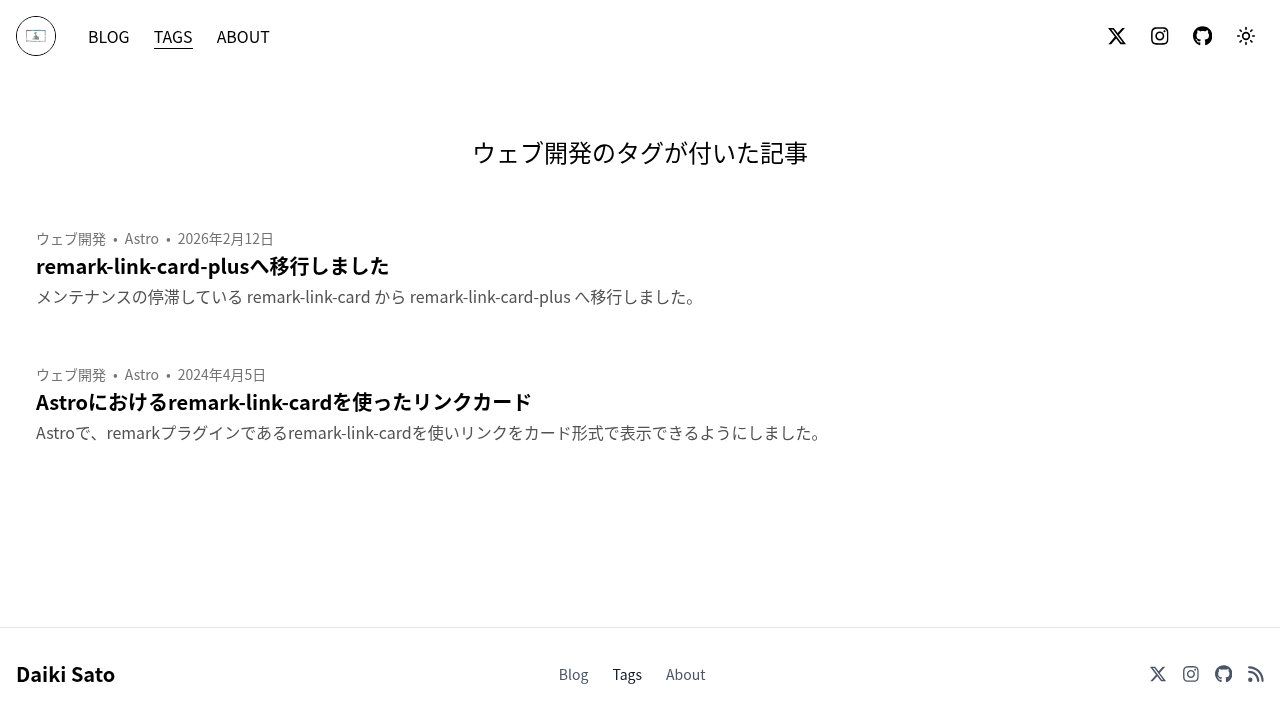 BLOG TAGS ABOUT
ウェブ開発のタグが付いた記事
ウェブ開発 • Astro • 2026年2月12日
remark-link-card-plusへ移行しました
メンテナンスの停滞している remark-link-card から remark-link-card-plus へ移行しました。
ウェブ開発 • Astro • 2024年4月5日
Astroにおけるremark-link-cardを使ったリンクカード
Astroで、remarkプラグインであるremark-link-cardを使いリンクをカード形式で表示できるようにしました。
Daiki Sato Blog Tags About